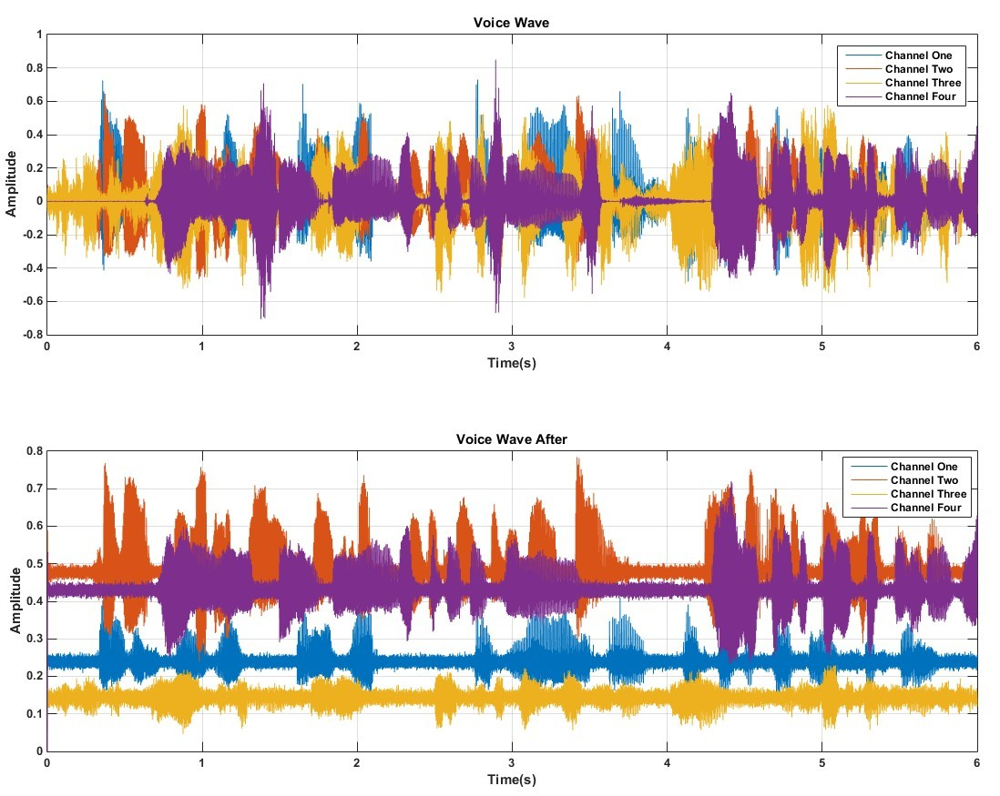 Voice Wave
1
0.8
0.6
0.4
0.2
0
-0.2
-0.4
-0.6
-0.8
Amplitude
Channel One
Channel Two
Channel Three
Channel Four
0 1 2 3 4 5 6
Time(s)
Voice Wave After
0.8
0.7
0.6
0.5
0.4
0.3
0.2
0.1
0
Amplitude
Channel One
Channel Two
Channel Three
Channel Four
0 1 2 3 4 5 6
Time(s)